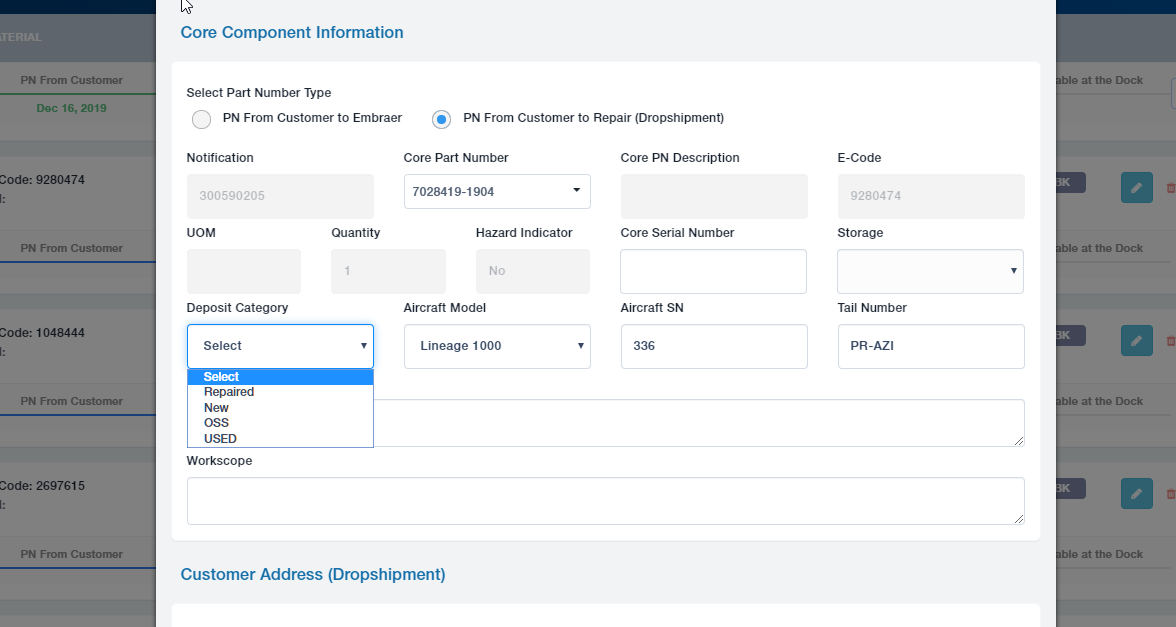 Core Component Information
Select Part Number Type
PN From Customer to Embraer
PN From Customer to Repair (Dropshipment)
Notification
Core Part Number
Core PN Description
E-Code
300590205
7028419-1904
9280474
UOM
Quantity
Hazard Indicator
Core Serial Number
Storage
1
No
Deposit Category
Aircraft Model
Aircraft SN
Tail Number
Select
Lineage 1000
336
PR-AZI
Select
Repaired
New
OSS
USED
Workscope
Customer Address (Dropshipment)
PN From Customer
Dec 16, 2019
Code: 9280474
PN From Customer
Code: 1048444
PN From Customer
Code: 2697615
PN From Customer
at the Dock
BK
at the Dock
BK
at the Dock
BK
at the Dock